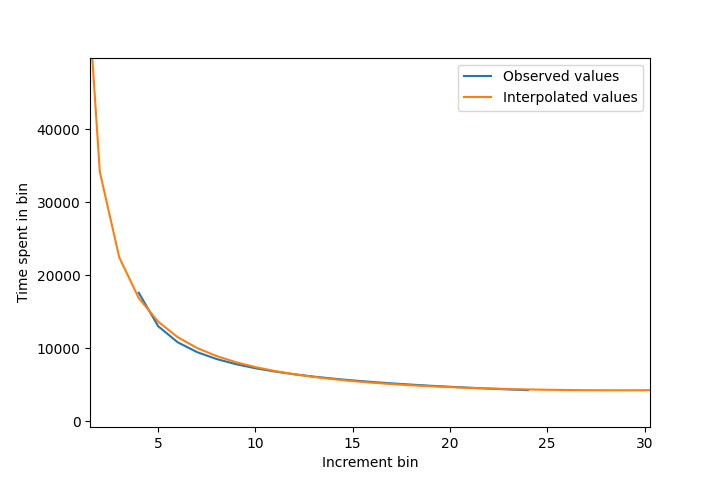 Observed values
Interpolated values
40000
30000
20000
10000
0
Time spent in bin
5
10
15
20
25
30
Increment bin